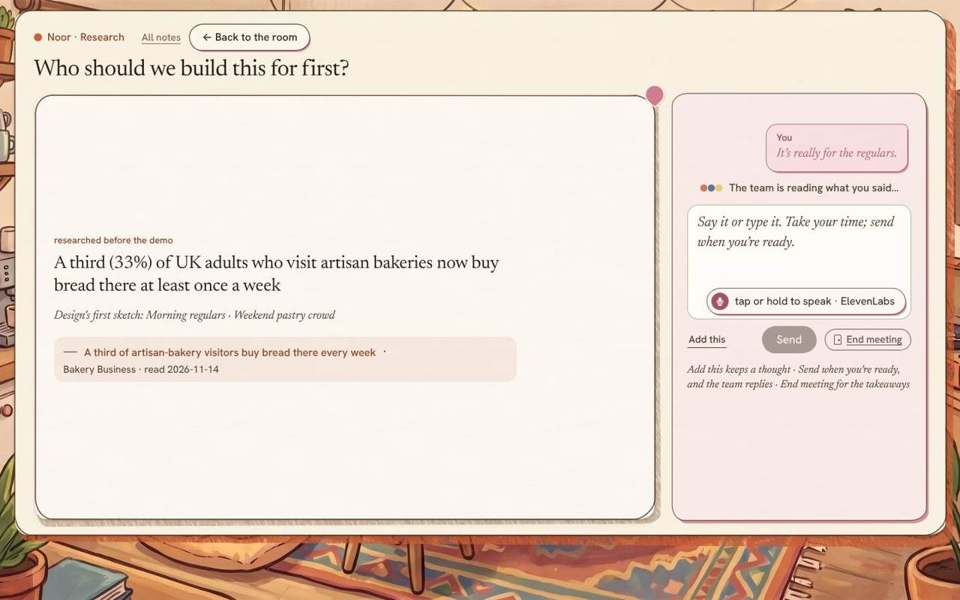 Noor · Research
All notes
← Back to the room
Who should we build this for first?
researched before the demo
A third (33%) of UK adults who visit artisan bakeries now buy
bread there at least once a week
Design's first sketch: Morning regulars · Weekend pastry crowd
— A third of artisan-bakery visitors buy bread there every week ·
Bakery Business · read 2026-11-14
You
It's really for the regulars.
The team is reading what you said…
Say it or type it. Take your time; send
when you're ready.
tap or hold to speak · ElevenLabs
Add this
Send
End meeting
Add this keeps a thought · Send when you're ready,
and the team replies · End meeting for the takeaways